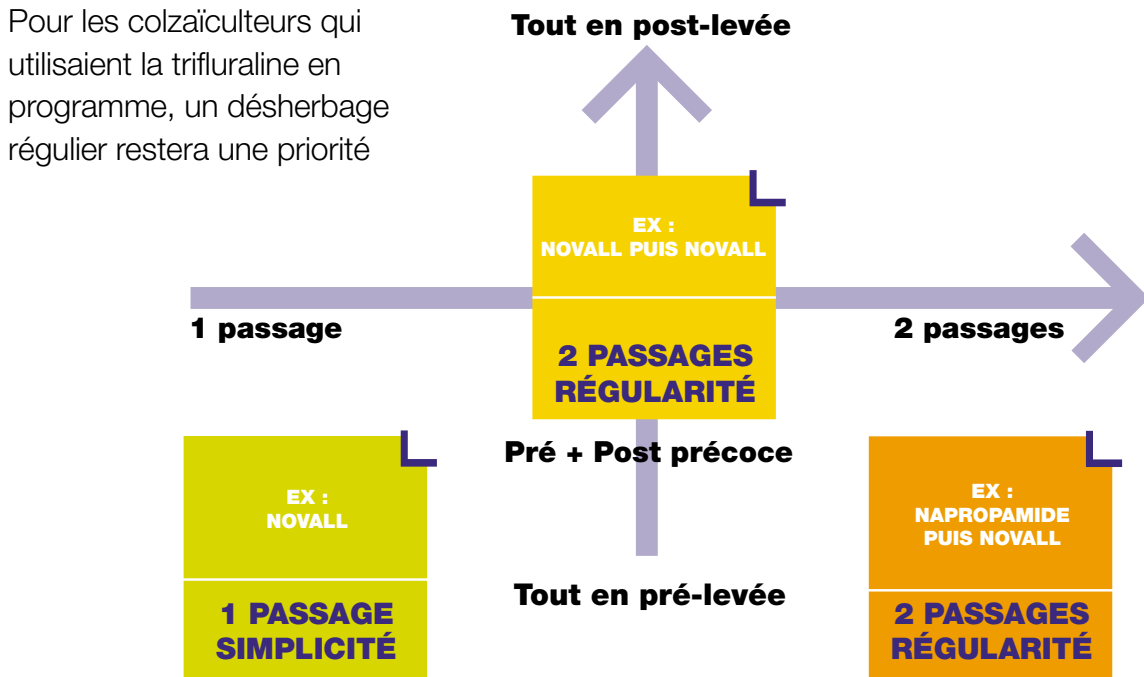 Pour les colzaïculteurs qui
utilisaient la trifluraline en
programme, un désherbage
régulier restera une priorité
Tout en post-levée
EX :
NOVALL PUIS NOVALL
2 PASSAGES
RÉGULARITÉ
1 passage
2 passages
Pré + Post précoce
EX :
NOVALL
1 PASSAGE
SIMPLICITÉ
Tout en pré-levée
EX :
NAPROPAMIDE
PUIS NOVALL
2 PASSAGES
RÉGULARITÉ